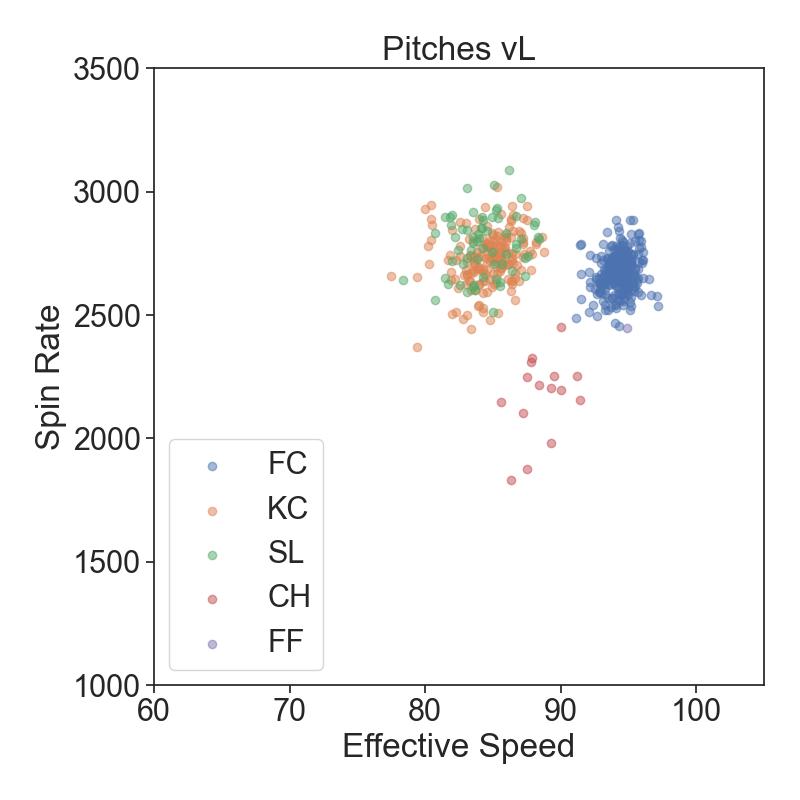 Pitches vL
3500
3000
2500
2000
1500
1000
Spin Rate
FC
KC
SL
CH
FF
60 70 80 90 100
Effective Speed